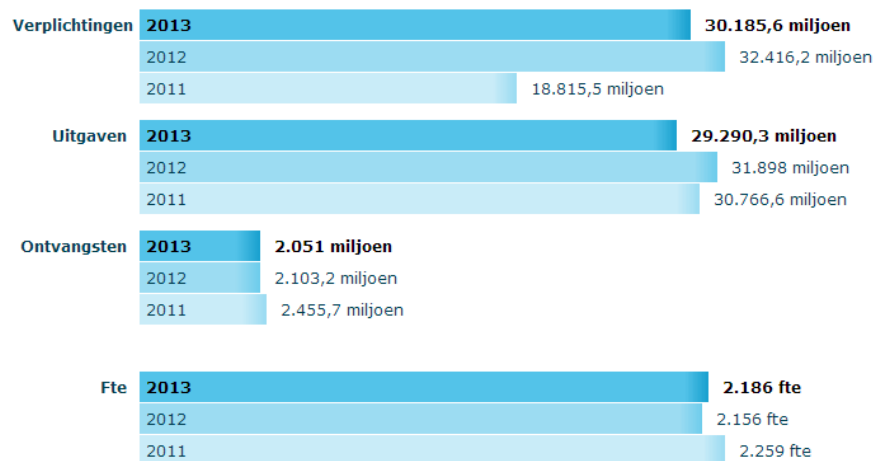 Verplichtingen 2013 30.185,6 miljoen
2012 32.416,2 miljoen
2011 18.815,5 miljoen
Uitgaven 2013 29.290,3 miljoen
2012 31.898 miljoen
2011 30.766,6 miljoen
Ontvangsten 2013 2.051 miljoen
2012 2.103,2 miljoen
2011 2.455,7 miljoen
Fte 2013 2.186 fte
2012 2.156 fte
2011 2.259 fte